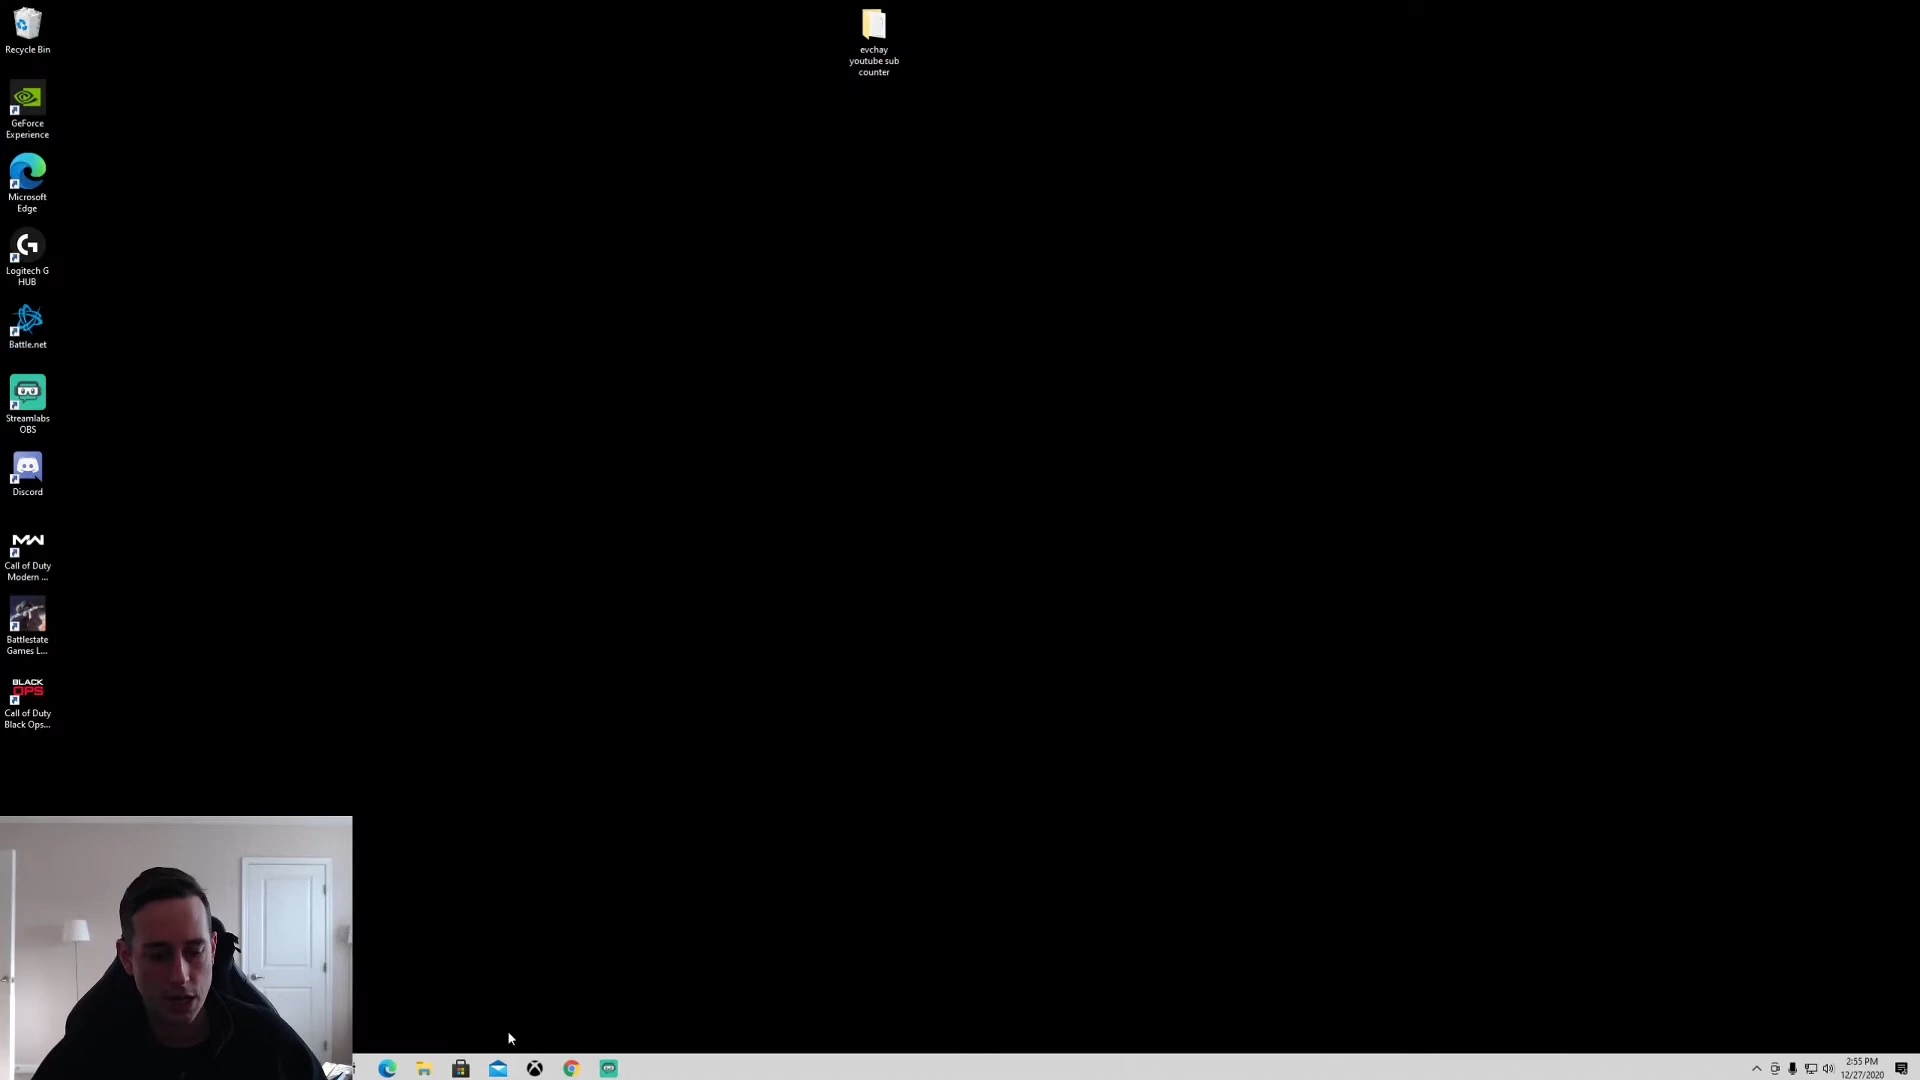 Recycle Bin
GeForce
Experience
Microsoft
Edge
Logitech G
HUB
Battle.net
Streamlabs
OBS
Discord
MW
Call of Duty
Modern ...
Battlestate
Games L...
BLACK
OPS
Call of Duty
Black Ops...
evchay
youtube sub
counter
2:55 PM
12/27/2020